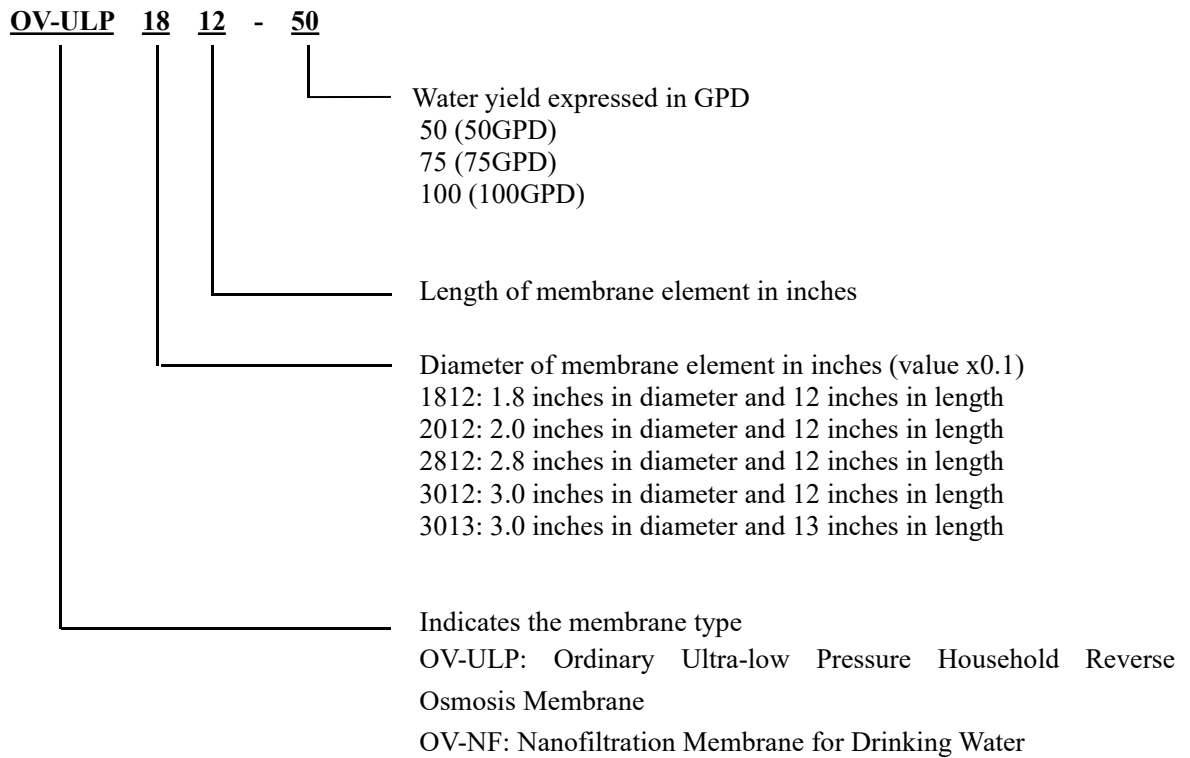 OV-ULP 18 12 - 50
Water yield expressed in GPD
50 (50GPD)
75 (75GPD)
100 (100GPD)
Length of membrane element in inches
Diameter of membrane element in inches (value x0.1)
1812: 1.8 inches in diameter and 12 inches in length
2012: 2.0 inches in diameter and 12 inches in length
2812: 2.8 inches in diameter and 12 inches in length
3012: 3.0 inches in diameter and 12 inches in length
3013: 3.0 inches in diameter and 13 inches in length
Indicates the membrane type
OV-ULP: Ordinary Ultra-low Pressure Household Reverse
Osmosis Membrane
OV-NF: Nanofiltration Membrane for Drinking Water